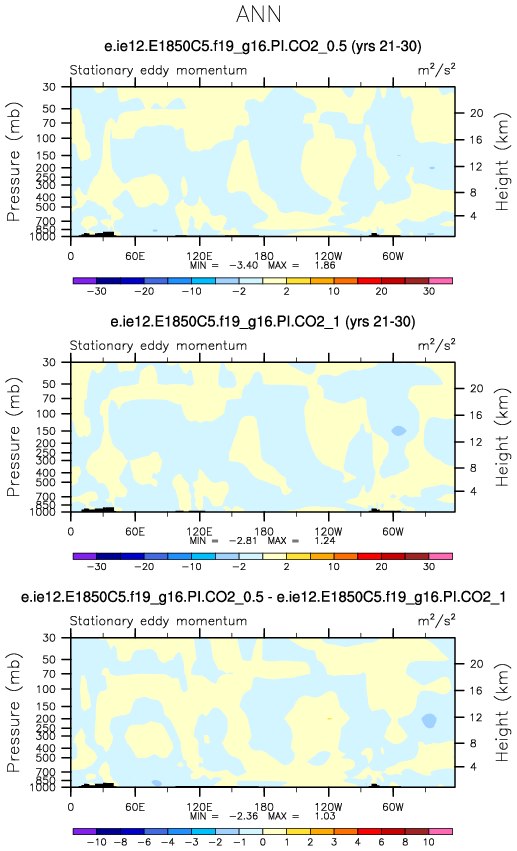 ANN
e.ie12.E1850C5.f19_g16.PI.CO2_0.5 (yrs 21-30)
Stationary eddy momentum m²/s²
Pressure (mb)
30
50
70
100
150
200
250
300
400
500
700
850
1000
Height (km)
20
16
12
8
4
0 60E 120E 180 120W 60W
MIN = -3.40 MAX = 1.86
-30 -20 -10 -2 2 10 20 30
e.ie12.E1850C5.f19_g16.PI.CO2_1 (yrs 21-30)
Stationary eddy momentum m²/s²
Pressure (mb)
30
50
70
100
150
200
250
300
400
500
700
850
1000
Height (km)
20
16
12
8
4
0 60E 120E 180 120W 60W
MIN = -2.81 MAX = 1.24
-30 -20 -10 -2 2 10 20 30
e.ie12.E1850C5.f19_g16.PI.CO2_0.5 - e.ie12.E1850C5.f19_g16.PI.CO2_1
Stationary eddy momentum m²/s²
Pressure (mb)
30
50
70
100
150
200
250
300
400
500
700
850
1000
Height (km)
20
16
12
8
4
0 60E 120E 180 120W 60W
MIN = -2.36 MAX = 1.03
-10 -8 -6 -4 -3 -2 -1 0 1 2 3 4 6 8 10